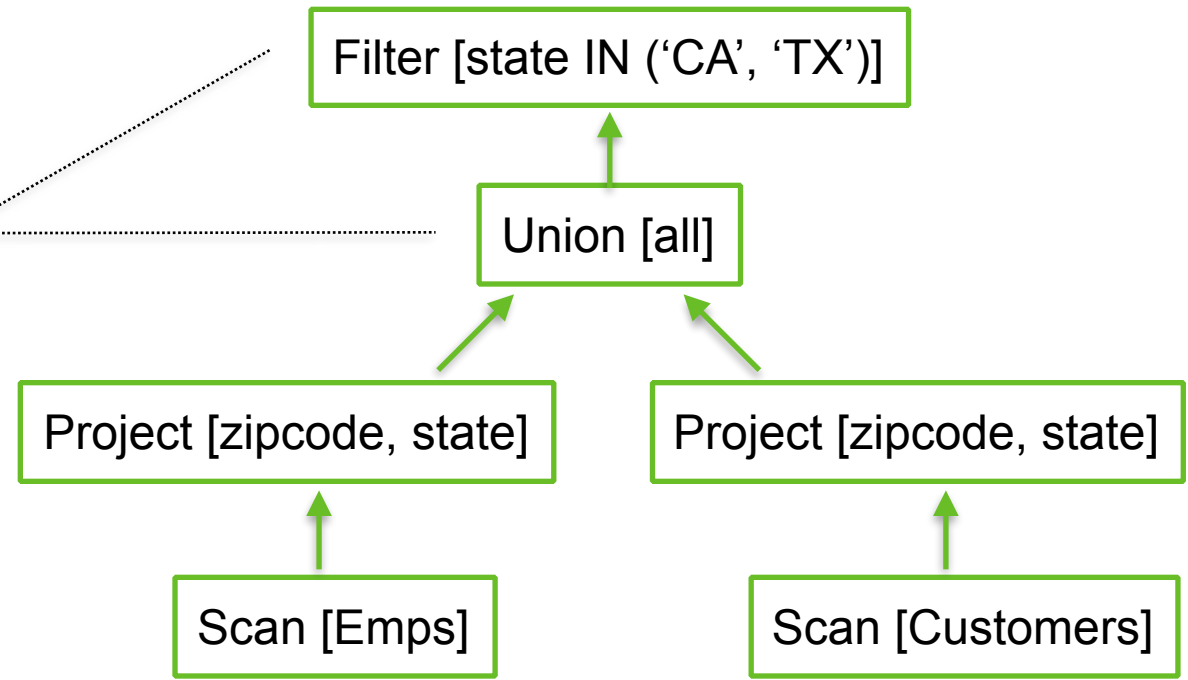 Filter [state IN (‘CA’, ‘TX’)]
Union [all]
Project [zipcode, state]
Project [zipcode, state]
Scan [Emps]
Scan [Customers]